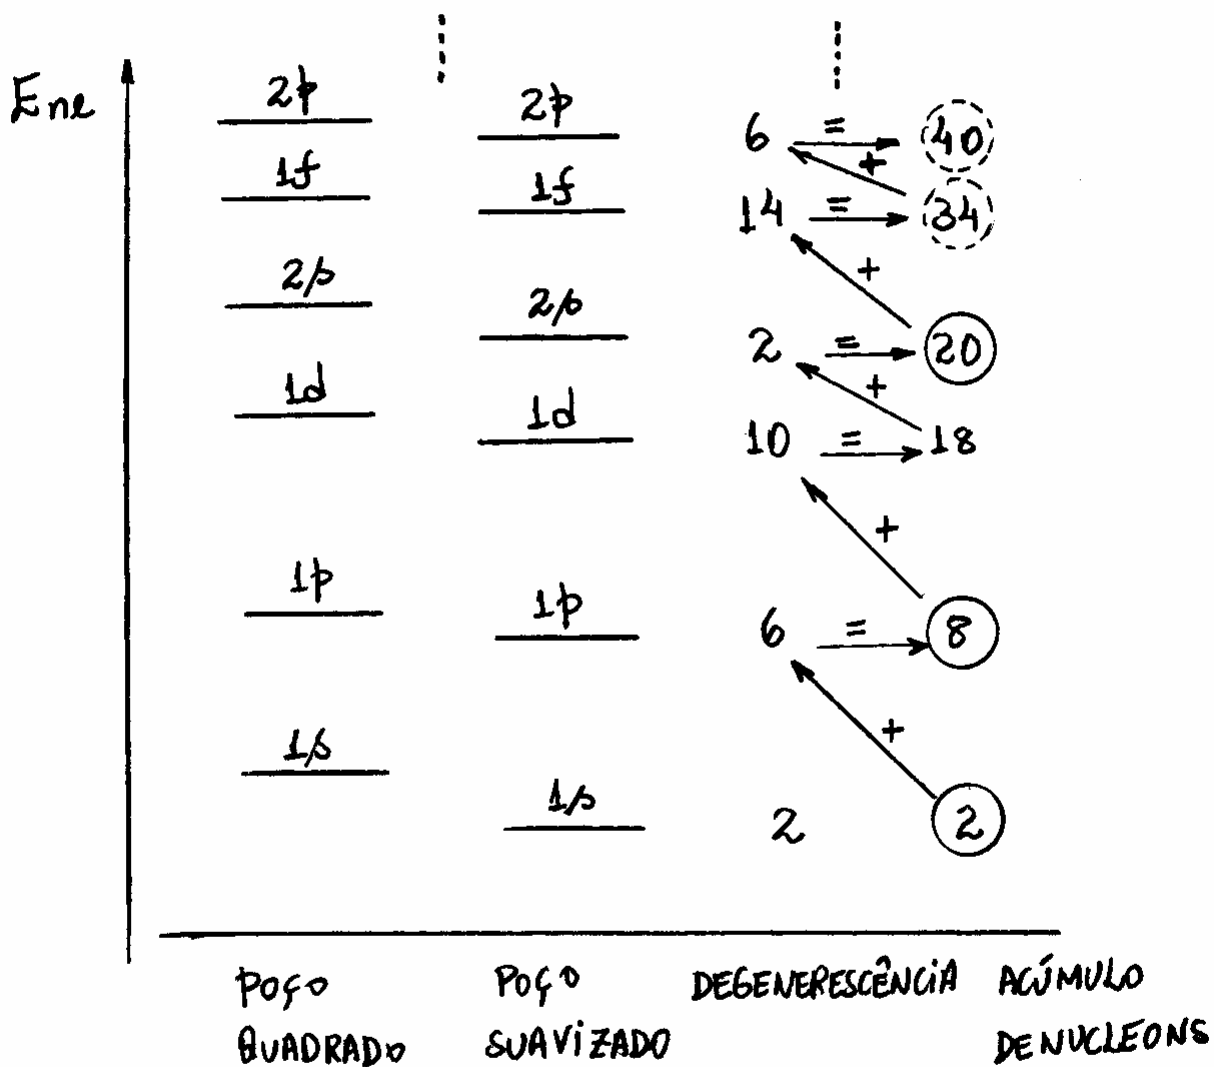 Enl
2p 2p 6 = 40
+
1f 1f 14 = 34
+
2s 2s 2 = 20
+
1d 1d 10 = 18
+
1p 1p 6 = 8
+
1s
1s 2 2
POÇO POÇO DEGENERESCÊNCIA ACÚMULO
QUADRADO SUAVIZADO DE NUCLEONS